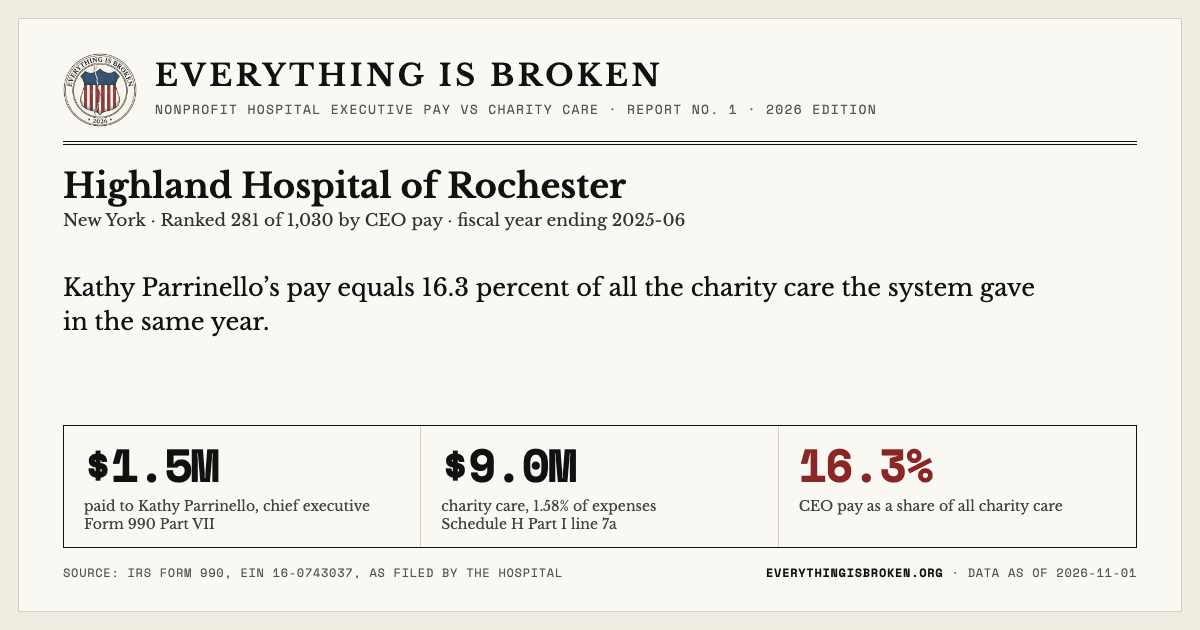 EVERYTHING IS BROKEN
· 2026 ·
EVERYTHING IS BROKEN
NONPROFIT HOSPITAL EXECUTIVE PAY VS CHARITY CARE · REPORT NO. 1 · 2026 EDITION
Highland Hospital of Rochester
New York · Ranked 281 of 1,030 by CEO pay · fiscal year ending 2025-06
Kathy Parrinello’s pay equals 16.3 percent of all the charity care the system gave
in the same year.
$1.5M
paid to Kathy Parrinello, chief executive
Form 990 Part VII
$9.0M
charity care, 1.58% of expenses
Schedule H Part I line 7a
16.3%
CEO pay as a share of all charity care
SOURCE: IRS FORM 990, EIN 16-0743037, AS FILED BY THE HOSPITAL
EVERYTHINGISBROKEN.ORG · DATA AS OF 2026-11-01